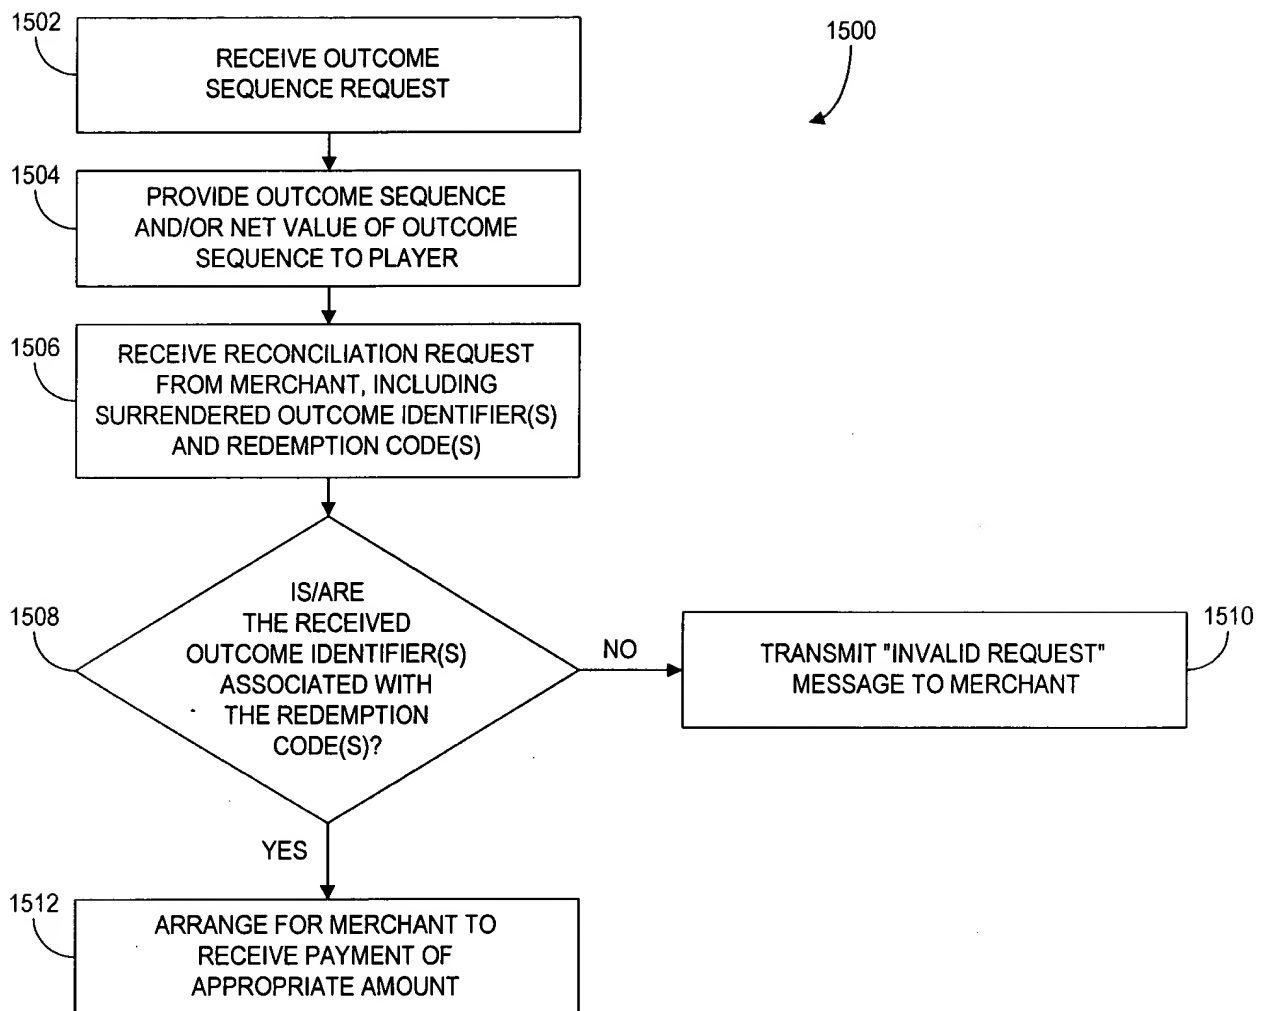 1502
RECEIVE OUTCOME
SEQUENCE REQUEST
1500
1504
PROVIDE OUTCOME SEQUENCE
AND/OR NET VALUE OF OUTCOME
SEQUENCE TO PLAYER
1506
RECEIVE RECONCILIATION REQUEST
FROM MERCHANT, INCLUDING
SURRENDERED OUTCOME IDENTIFIER(S)
AND REDEMPTION CODE(S)
1508
IS/ARE
THE RECEIVED
OUTCOME IDENTIFIER(S)
ASSOCIATED WITH
THE REDEMPTION
CODE(S)?
NO
1510
TRANSMIT "INVALID REQUEST"
MESSAGE TO MERCHANT
YES
1512
ARRANGE FOR MERCHANT TO
RECEIVE PAYMENT OF
APPROPRIATE AMOUNT